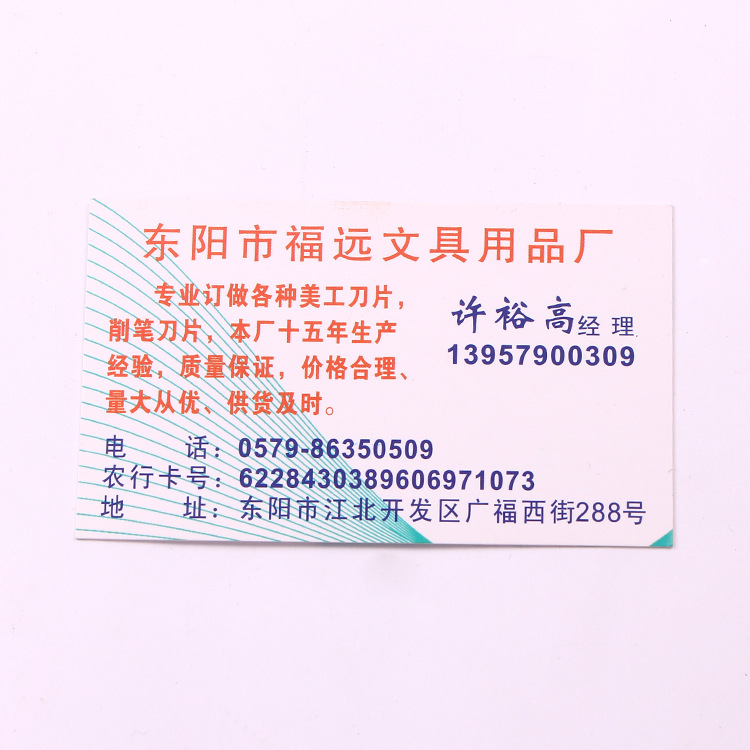 东阳市福远文具用品厂
专业订做各种美工刀片，
削笔刀片，本厂十五年生产
经验，质量保证，价格合理、
量大从优、供货及时。
许裕高经理
13957900309
电话：0579-86350509
农行卡号：6228430389606971073
地址：东阳市江北开发区广福西街288号